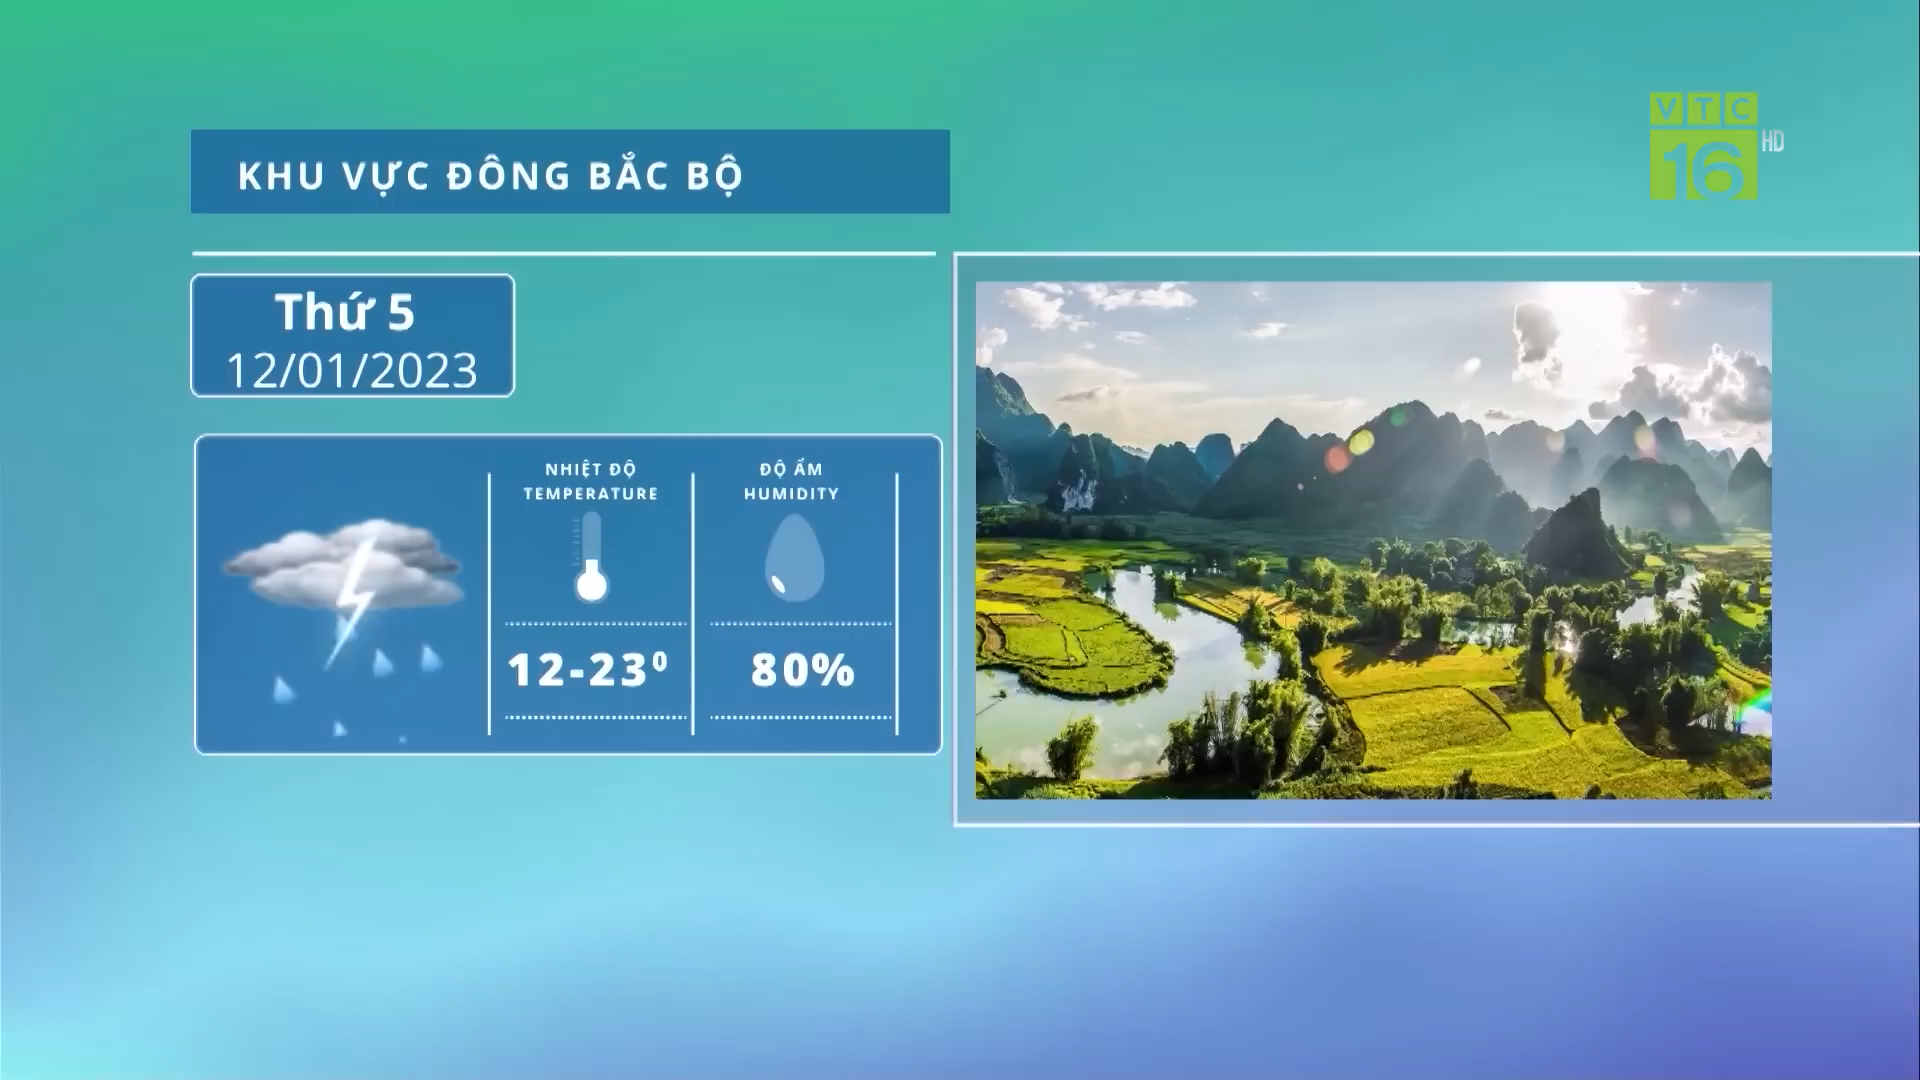 VTC
16 HD
KHU VỰC ĐÔNG BẮC BỘ
Thứ 5
12/01/2023
NHIỆT ĐỘ
TEMPERATURE
12-23⁰
ĐỘ ẨM
HUMIDITY
80%